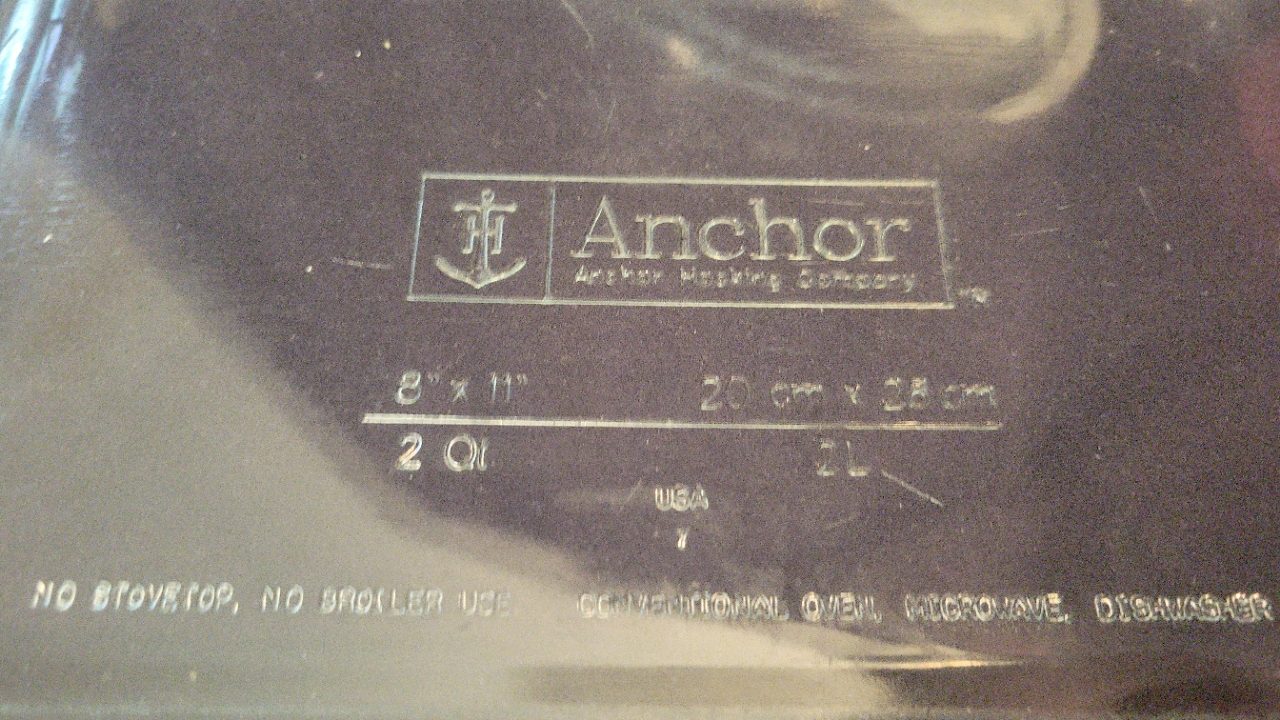 Anchor
Anchor Hocking Company
TM
8" x 11" 20 cm x 28 cm
2 Qt 2 L
USA
NO STOVETOP, NO BROILER USE CONVENTIONAL OVEN, MICROWAVE, DISHWASHER